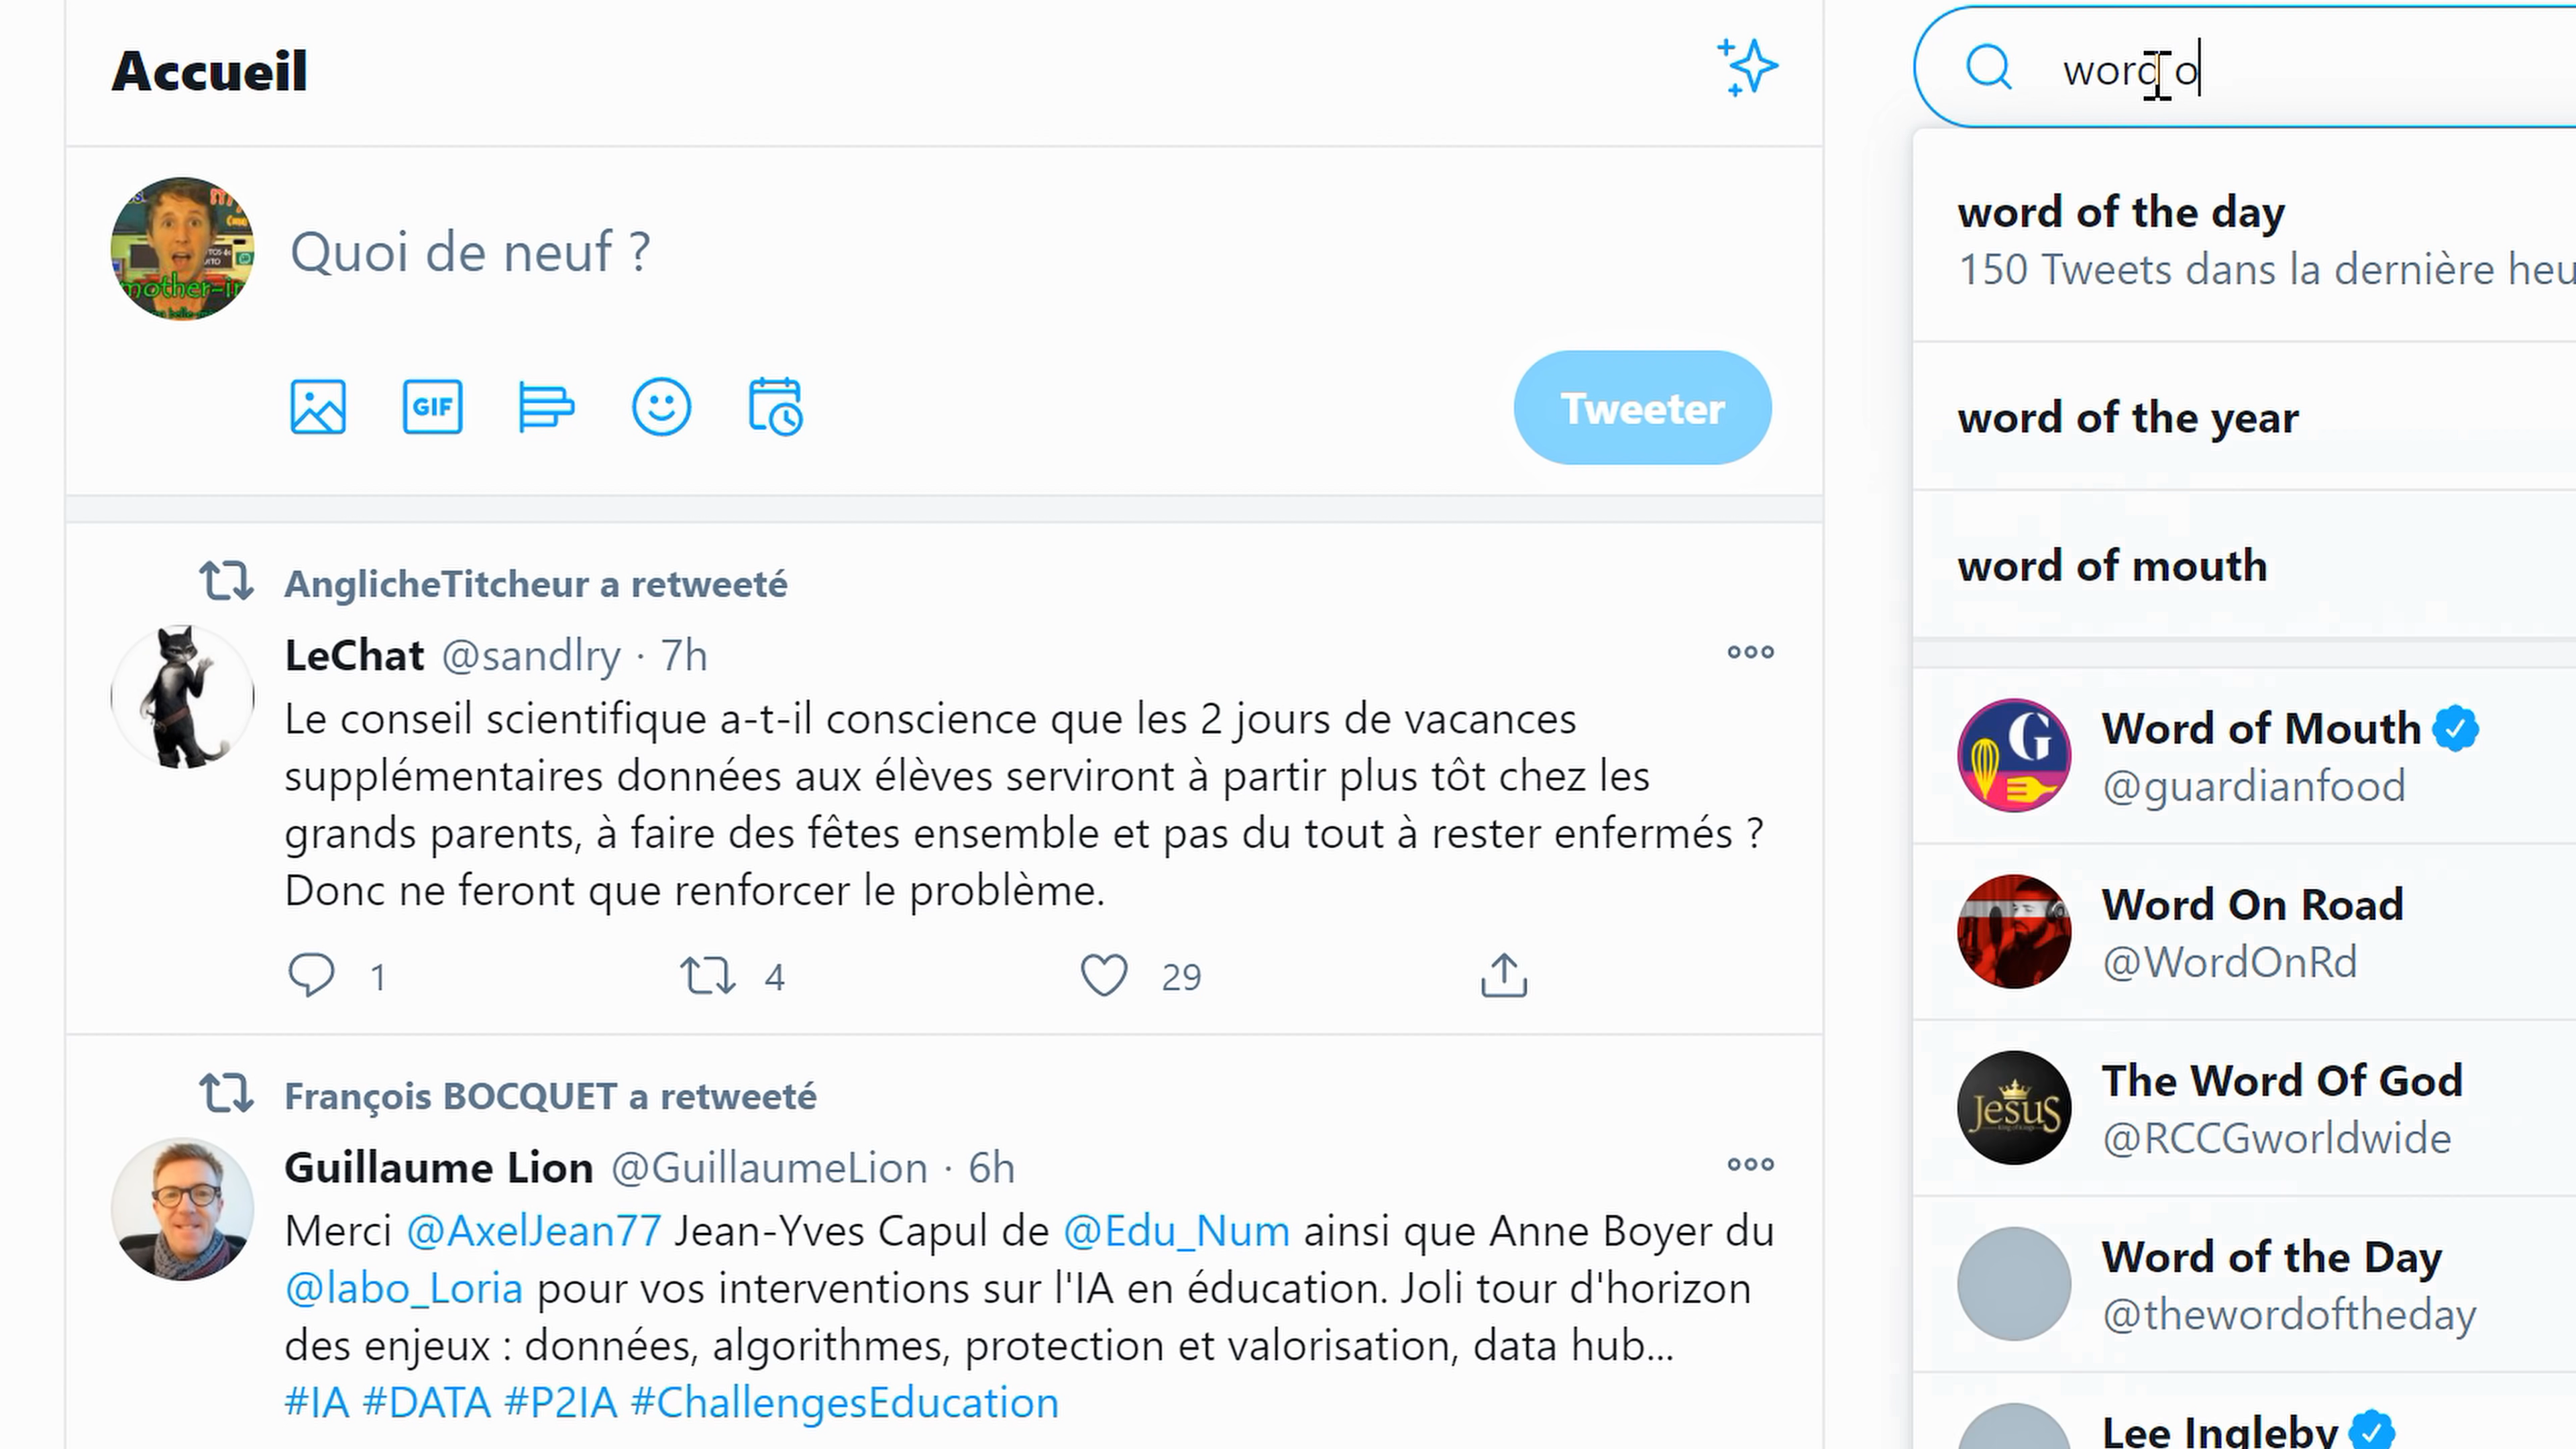 Accueil
Quoi de neuf ?
GIF
Tweeter
AnglicheTitcheur a retweeté
LeChat @sandlry · 7h
Le conseil scientifique a-t-il conscience que les 2 jours de vacances
supplémentaires données aux élèves serviront à partir plus tôt chez les
grands parents, à faire des fêtes ensemble et pas du tout à rester enfermés ?
Donc ne feront que renforcer le problème.
1 4 29
François BOCQUET a retweeté
Guillaume Lion @GuillaumeLion · 6h
Merci @AxelJean77 Jean-Yves Capul de @Edu_Num ainsi que Anne Boyer du
@labo_Loria pour vos interventions sur l'IA en éducation. Joli tour d'horizon
des enjeux : données, algorithmes, protection et valorisation, data hub...
#IA #DATA #P2IA #ChallengesEducation
word o
word of the day
150 Tweets dans la dernière heu
word of the year
word of mouth
G
Word of Mouth
@guardianfood
Word On Road
@WordOnRd
Jesus
The Word Of God
@RCCGworldwide
Word of the Day
@thewordoftheday
Lee Ingleby
mother-in